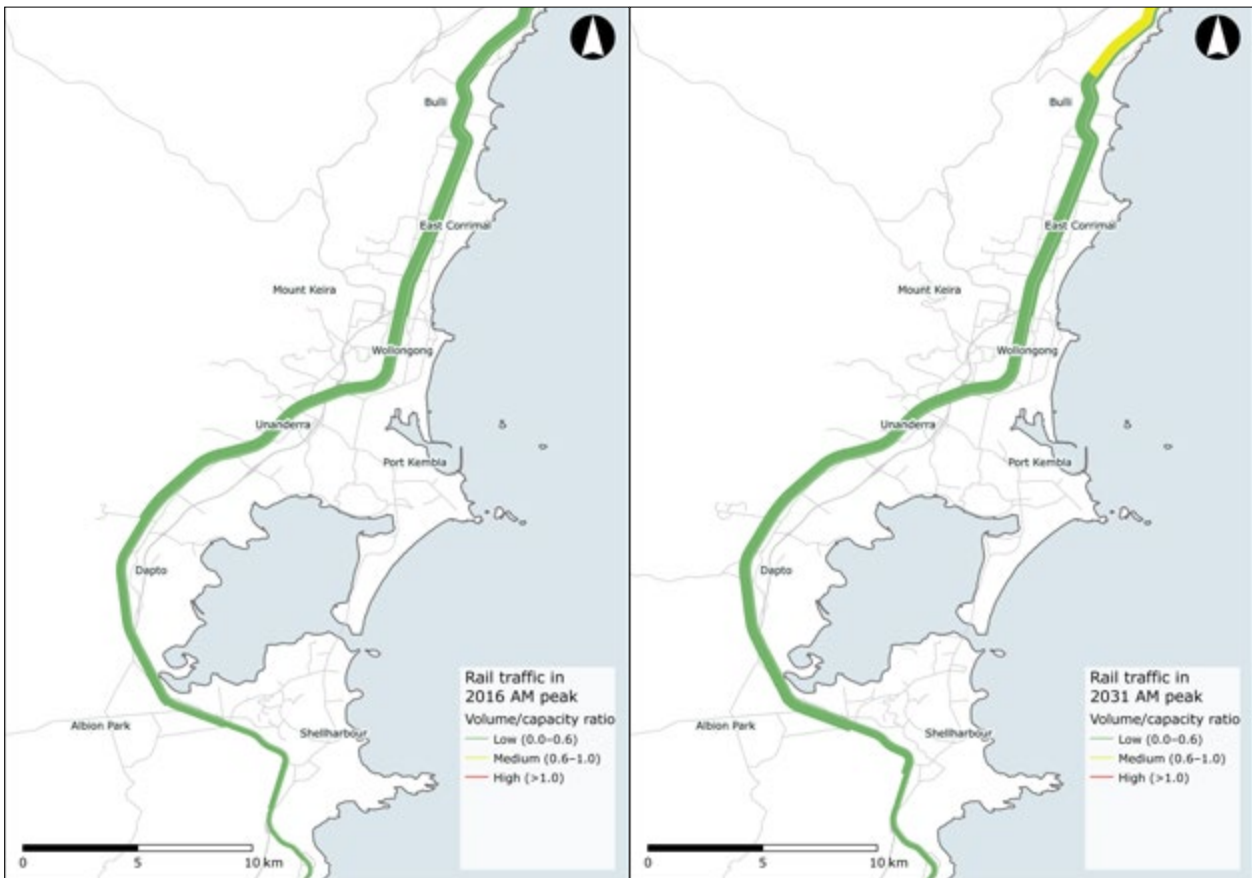 Bulli
East Corrimal
Mount Keira
Wollongong
Unanderra
Port Kembla
Dapto
Albion Park
Shellharbour
Rail traffic in
2016 AM peak
Volume/capacity ratio
Low (0.0–0.6)
Medium (0.6–1.0)
High (>1.0)
0 5 10 km
Bulli
East Corrimal
Mount Keira
Wollongong
Unanderra
Port Kembla
Dapto
Albion Park
Shellharbour
Rail traffic in
2031 AM peak
Volume/capacity ratio
Low (0.0–0.6)
Medium (0.6–1.0)
High (>1.0)
0 5 10 km